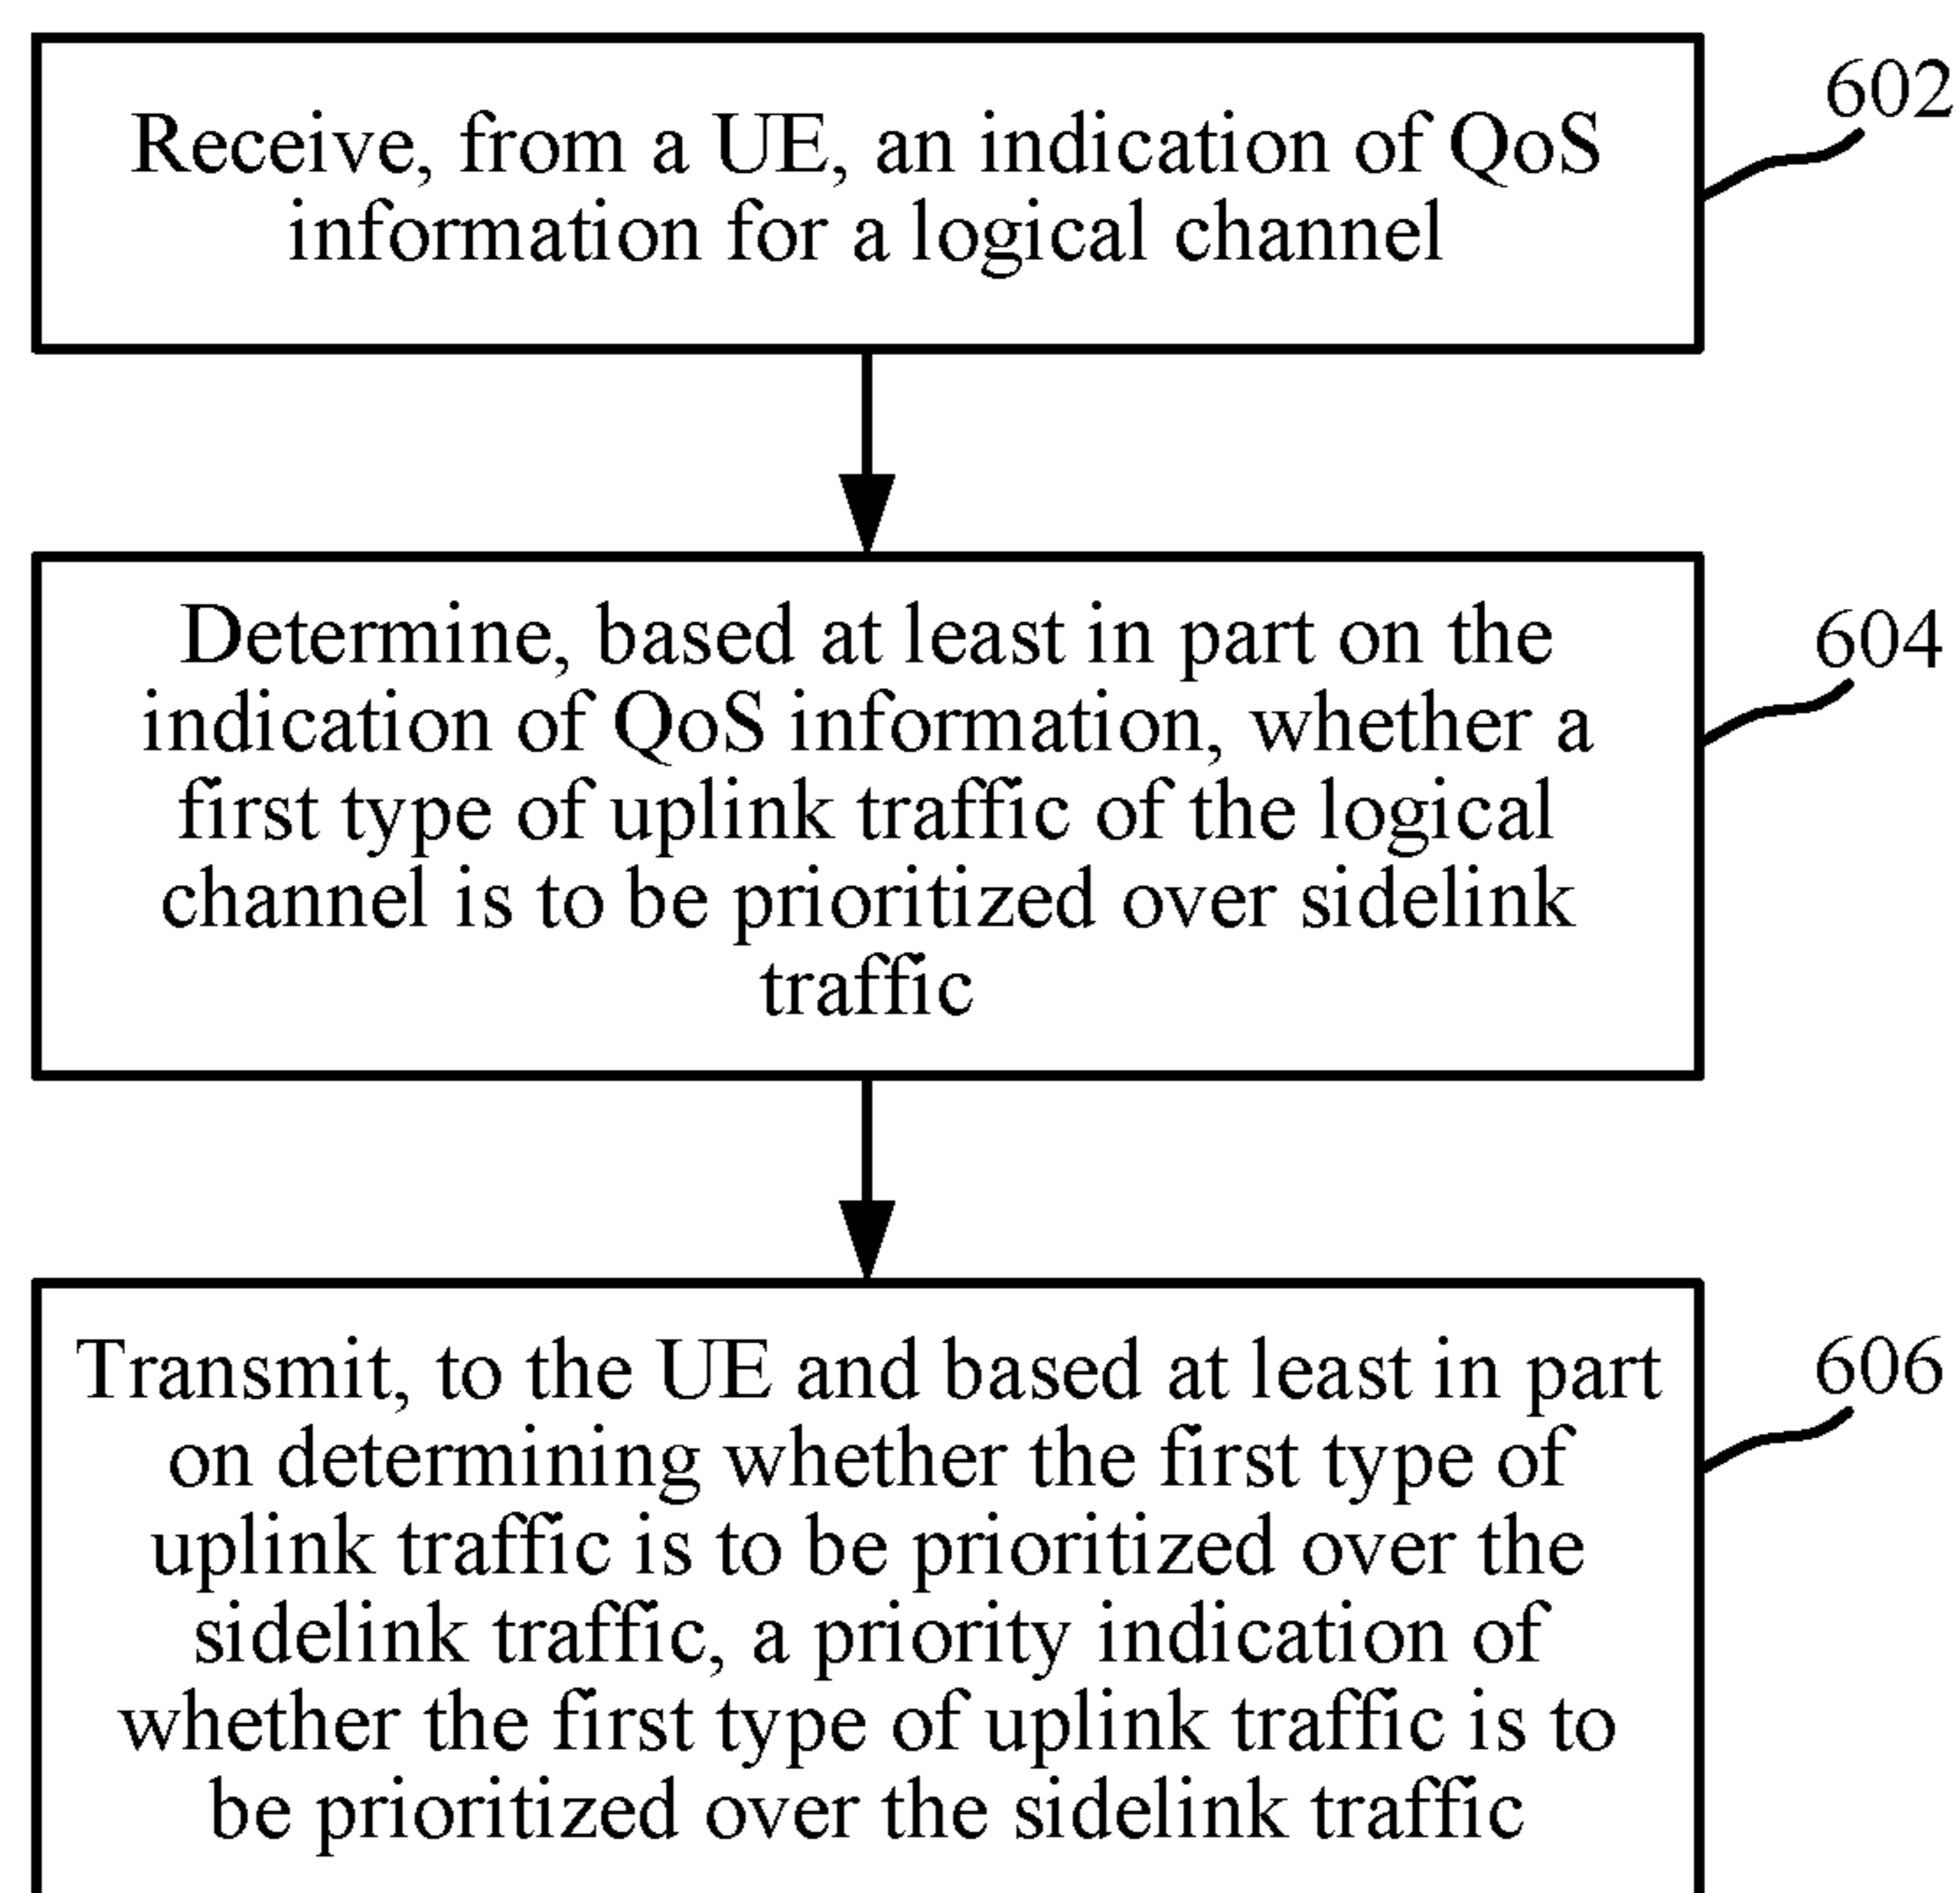 Receive, from a UE, an indication of QoS
information for a logical channel
602
Determine, based at least in part on the
indication of QoS information, whether a
first type of uplink traffic of the logical
channel is to be prioritized over sidelink
traffic
604
Transmit, to the UE and based at least in part
on determining whether the first type of
uplink traffic is to be prioritized over the
sidelink traffic, a priority indication of
whether the first type of uplink traffic is to
be prioritized over the sidelink traffic
606